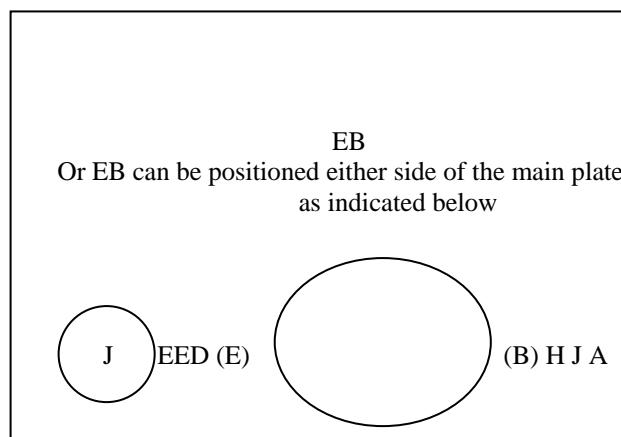 EB
Or EB can be positioned either side of the main plate
as indicated below
J EED (E) (B) H J A